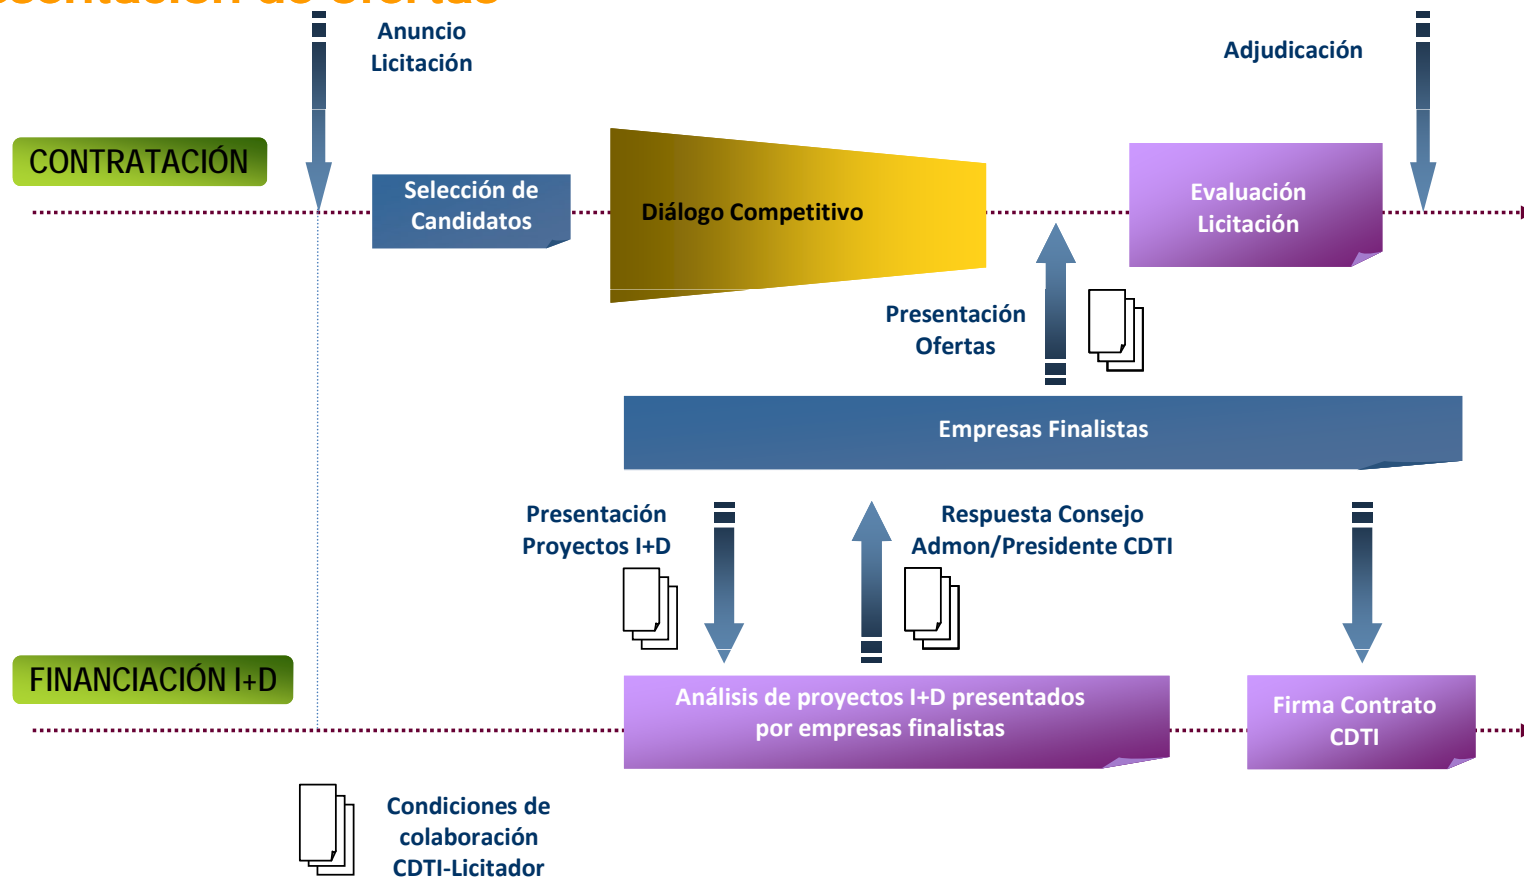 de ofertas
Anuncio
Licitación
Adjudicación
CONTRATACIÓN
Selección de
Candidatos
Diálogo Competitivo
Evaluación
Licitación
Presentación
Ofertas
Empresas Finalistas
Presentación
Proyectos I+D
Respuesta Consejo
Admon/Presidente CDTI
FINANCIACIÓN I+D
Análisis de proyectos I+D presentados
por empresas finalistas
Firma Contrato
CDTI
Condiciones de
colaboración
CDTI-Licitador